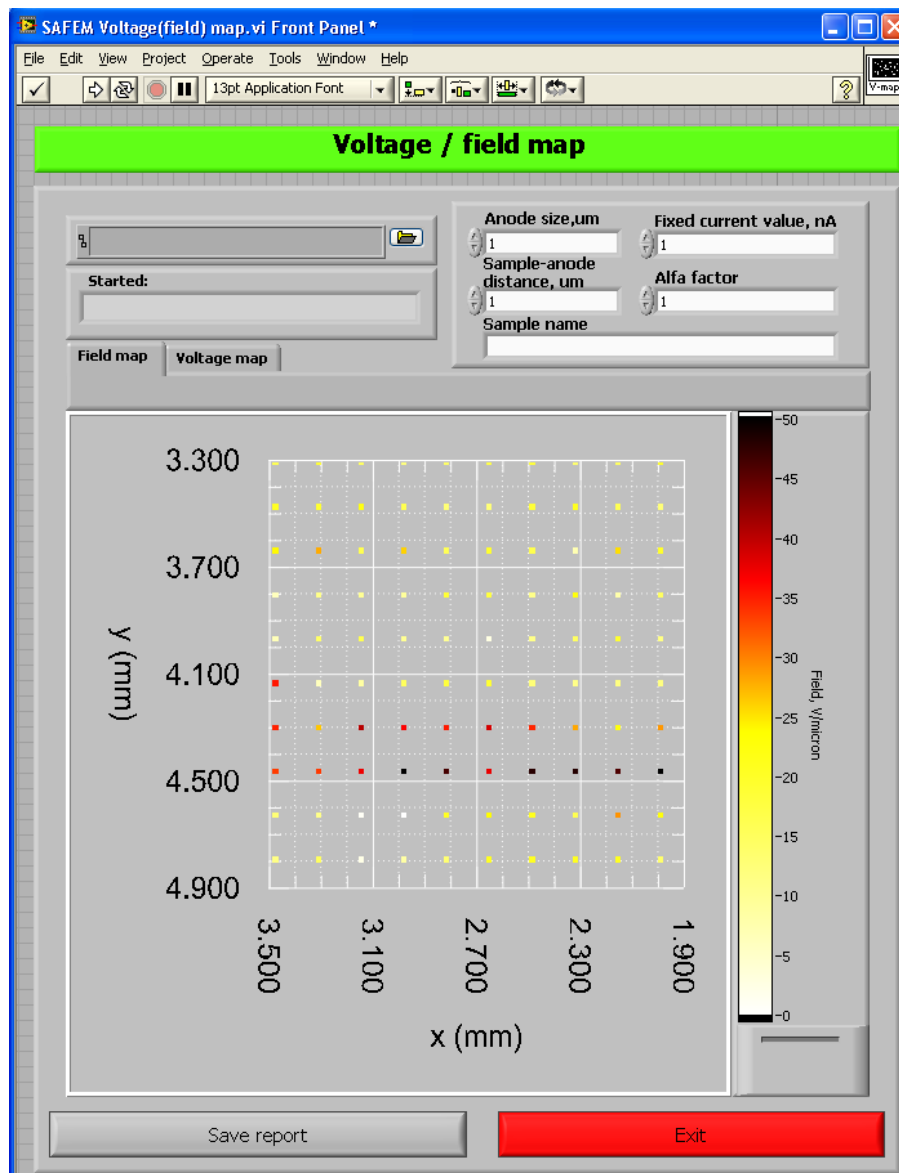 SAFEM Voltage(field) map.vi Front Panel *
File Edit View Project Operate Tools Window Help
13pt Application Font
?
V-map
Voltage / field map
Started:
Anode size,um
1
Fixed current value, nA
1
Sample-anode
distance, um
1
Alfa factor
1
Sample name
Field map
Voltage map
3.300
3.700
4.100
4.500
4.900
y (mm)
3.500
3.100
2.700
2.300
1.900
x (mm)
50
45
40
35
30
25
20
15
10
5
0
Field, V/micron
Save report
Exit